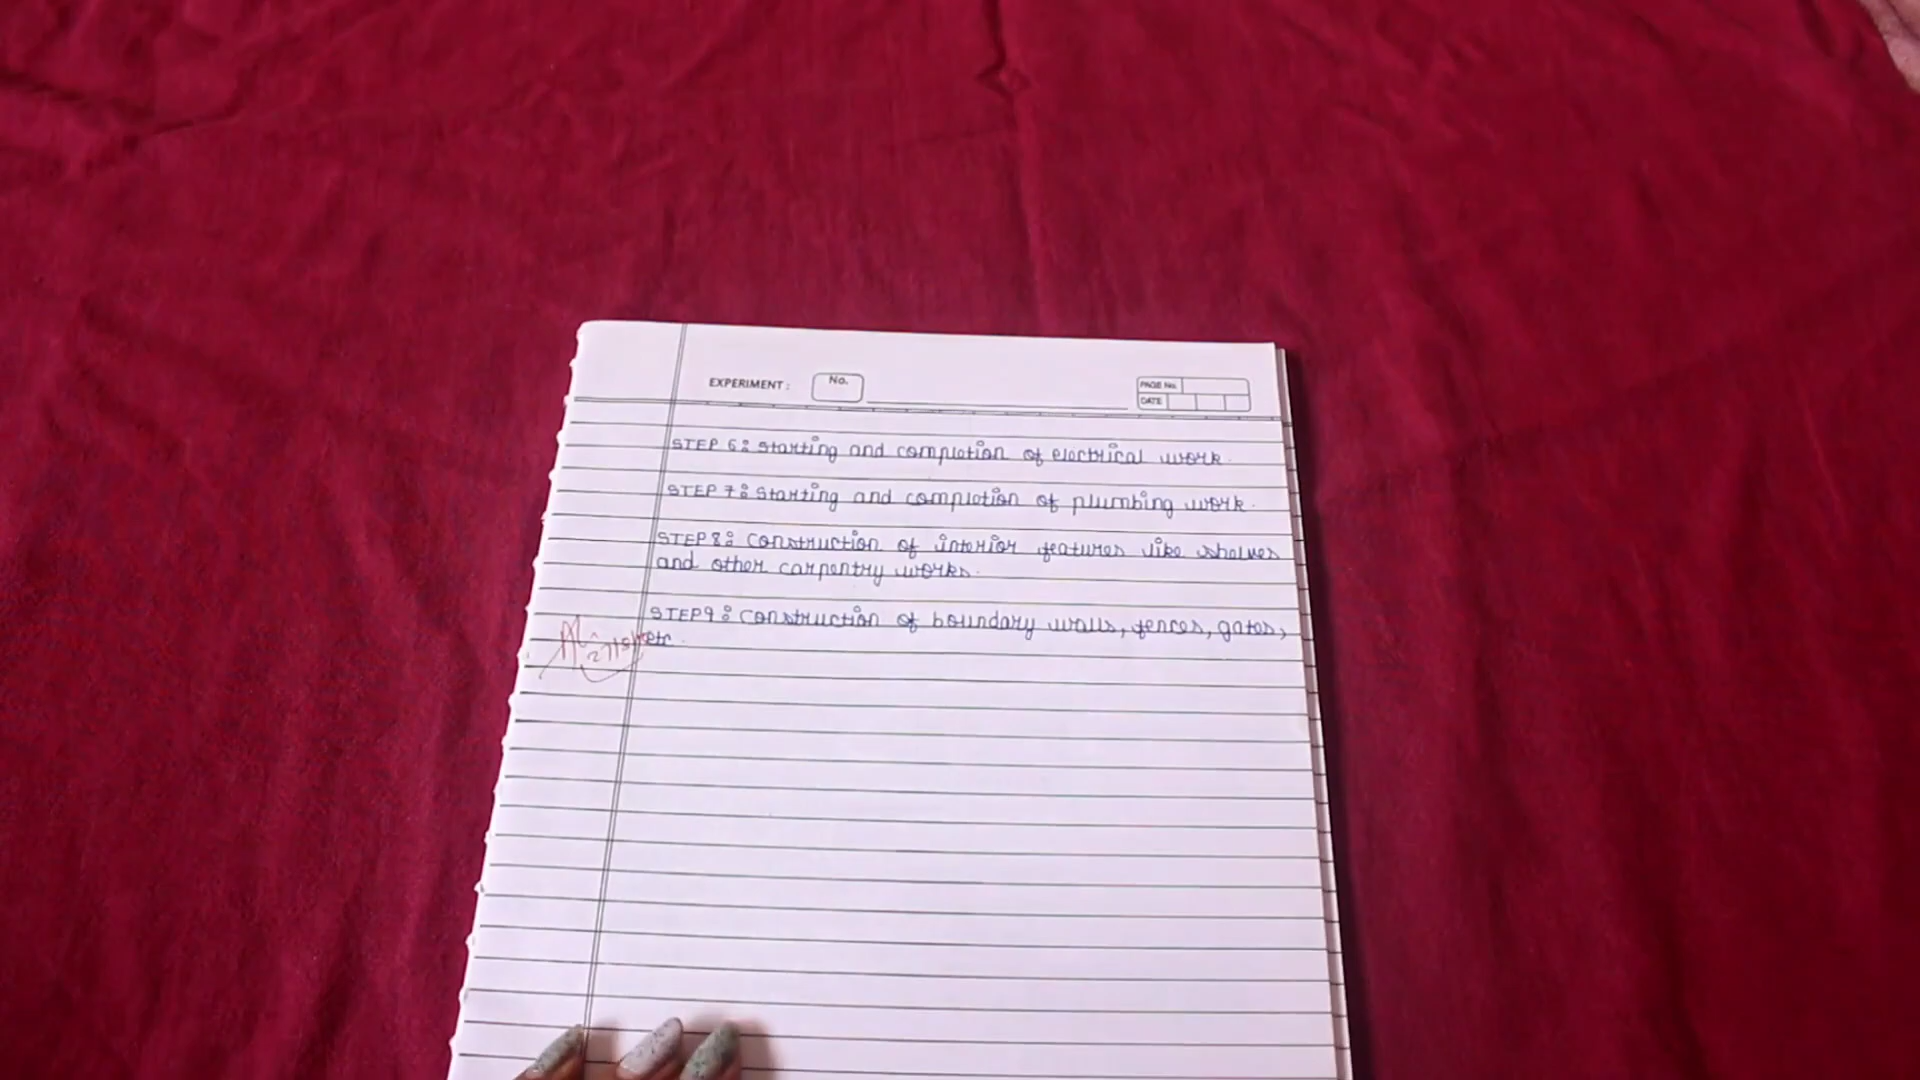 EXPERIMENT : No.
PAGE No.
DATE
STEP 6: Starting and completion of electrical work.
STEP 7: Starting and completion of plumbing work.
STEP 8: Construction of interior features like shelves
and other carpentry works.
STEP 9: Construction of boundary walls, fences, gates,
etc.